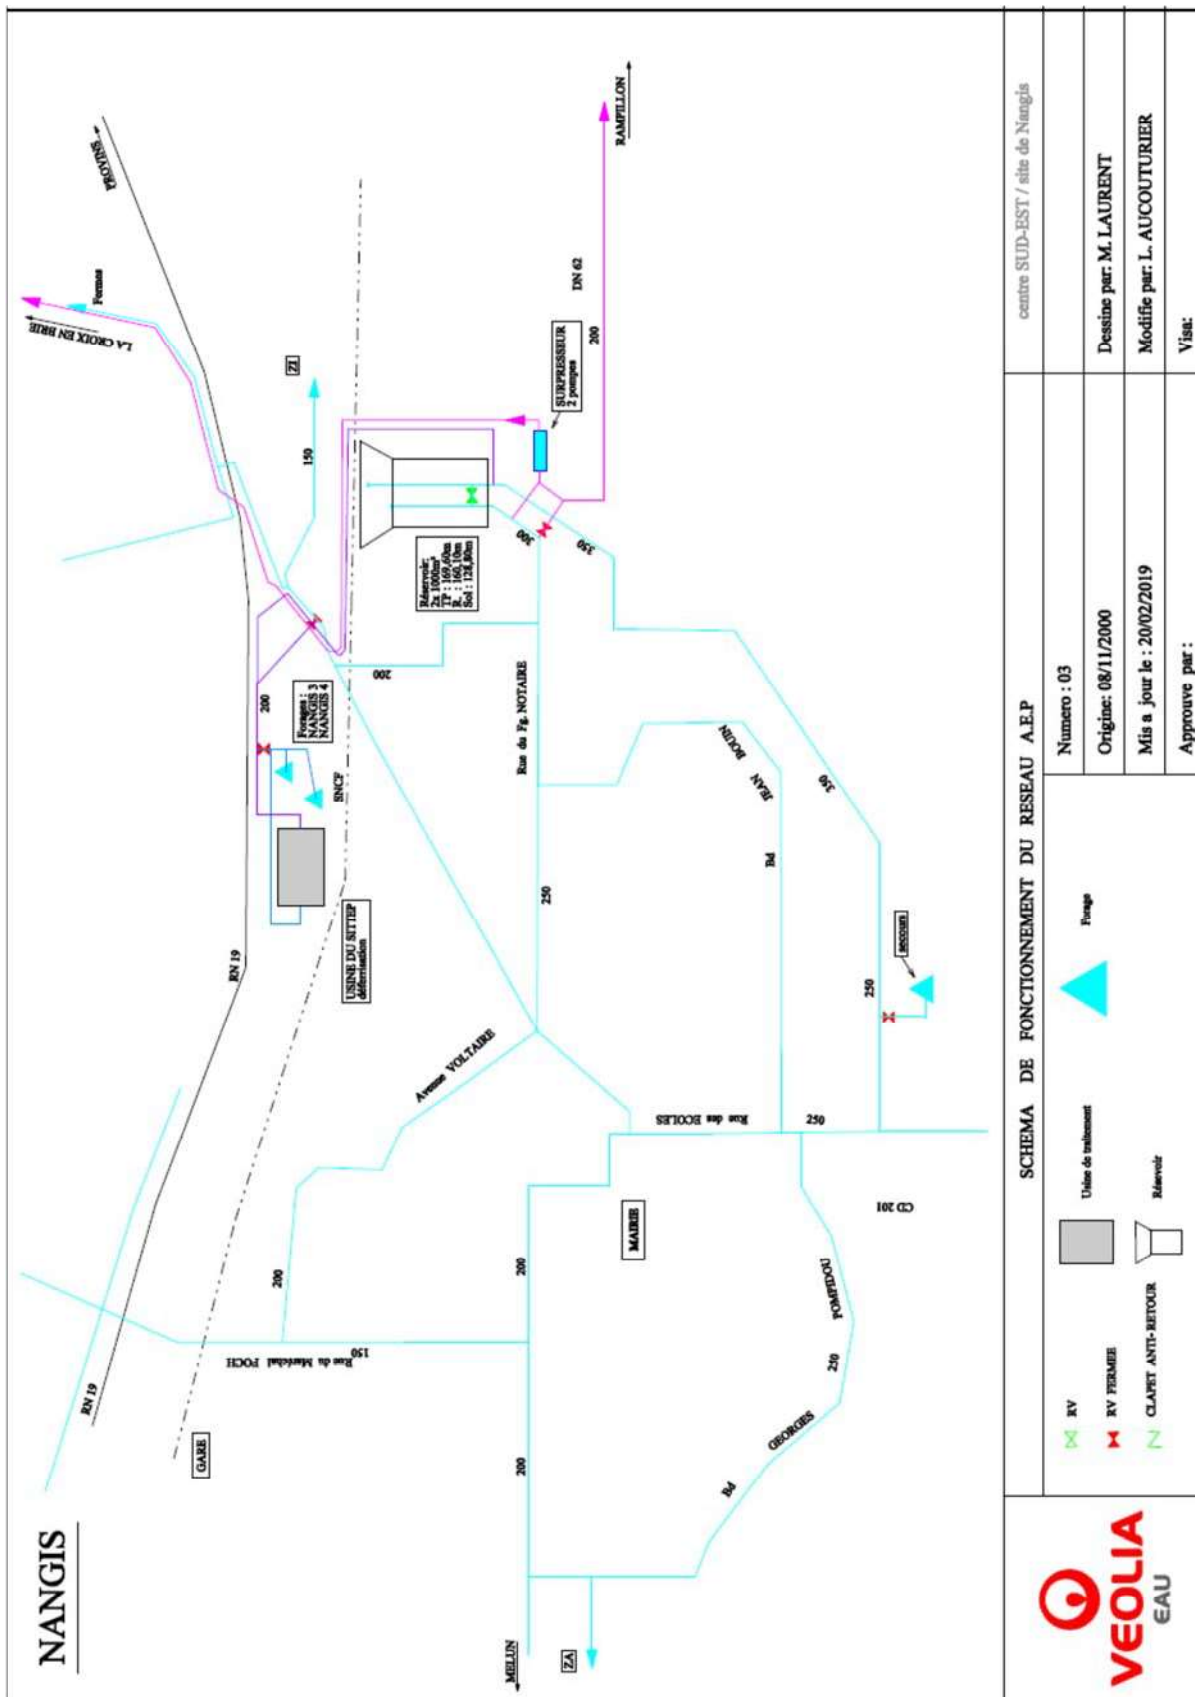 NANGIS
RN 19
GARE
MELUN
ZA
200
200
150
Rue du Maréchal FOCH
200
Avenue VOLTAIRE
RN 19
USINE DU SITTEP
déferrisation
SNCF
Forages :
NANGIS 3
NANGIS 4
200
200
PROVINS
LA CROIX EN BRIE
Fermes
ZI
150
Réservoir:
2x 1000m³
TP : 169,60m
R. : 160,10m
Sol : 128,80m
SURPRESSEUR
2 pompes
RAMPILLON
DN 62
200
300
350
Rue du Fg. NOTAIRE
250
Bd
JEAN BOUIN
350
250
secours
Rue des ECOLES
250
MAIRIE
CD 201
Bd
GEORGES
250
POMPIDOU
VEOLIA
EAU
SCHEMA DE FONCTIONNEMENT DU RESEAU A.E.P
centre SUD-EST / site de Nangis
RV
RV FERMEE
CLAPET ANTI-RETOUR
Usine de traitement
Réservoir
Forage
Numero : 03
Origine: 08/11/2000
Dessine par: M. LAURENT
Mis a jour le : 20/02/2019
Modifie par: L. AUCOUTURIER
Approuve par :
Visa: